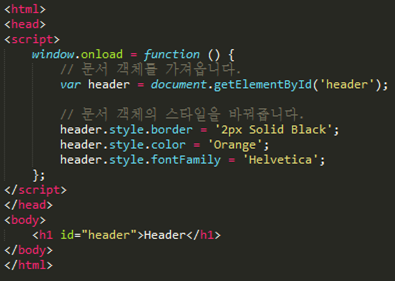 <html>
<head>
<script>
    window.onload = function () {
        // 문서 객체를 가져옵니다.
        var header = document.getElementById('header');

        // 문서 객체의 스타일을 바꿔줍니다.
        header.style.border = '2px Solid Black';
        header.style.color = 'Orange';
        header.style.fontFamily = 'Helvetica';
    };
</script>
</head>
<body>
    <h1 id="header">Header</h1>
</body>
</html>